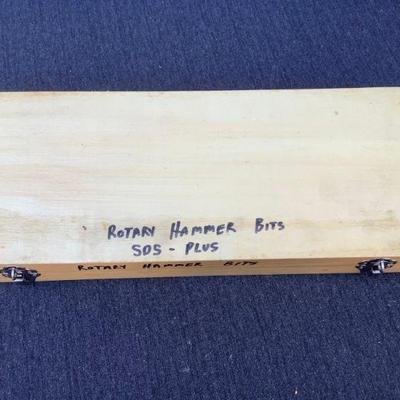 ROTARY HAMMER BITS
SDS - PLUS
ROTARY HAMMER BITS